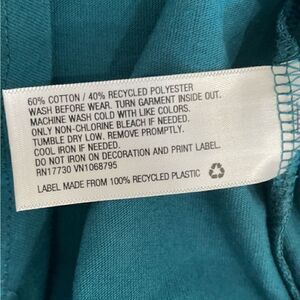 60% COTTON / 40% RECYCLED POLYESTER
WASH BEFORE WEAR. TURN GARMENT INSIDE OUT.
MACHINE WASH COLD WITH LIKE COLORS.
ONLY NON-CHLORINE BLEACH IF NEEDED.
TUMBLE DRY LOW. REMOVE PROMPTLY.
COOL IRON IF NEEDED.
DO NOT IRON ON DECORATION AND PRINT LABEL.
RN17730 VN1068795
LABEL MADE FROM 100% RECYCLED PLASTIC